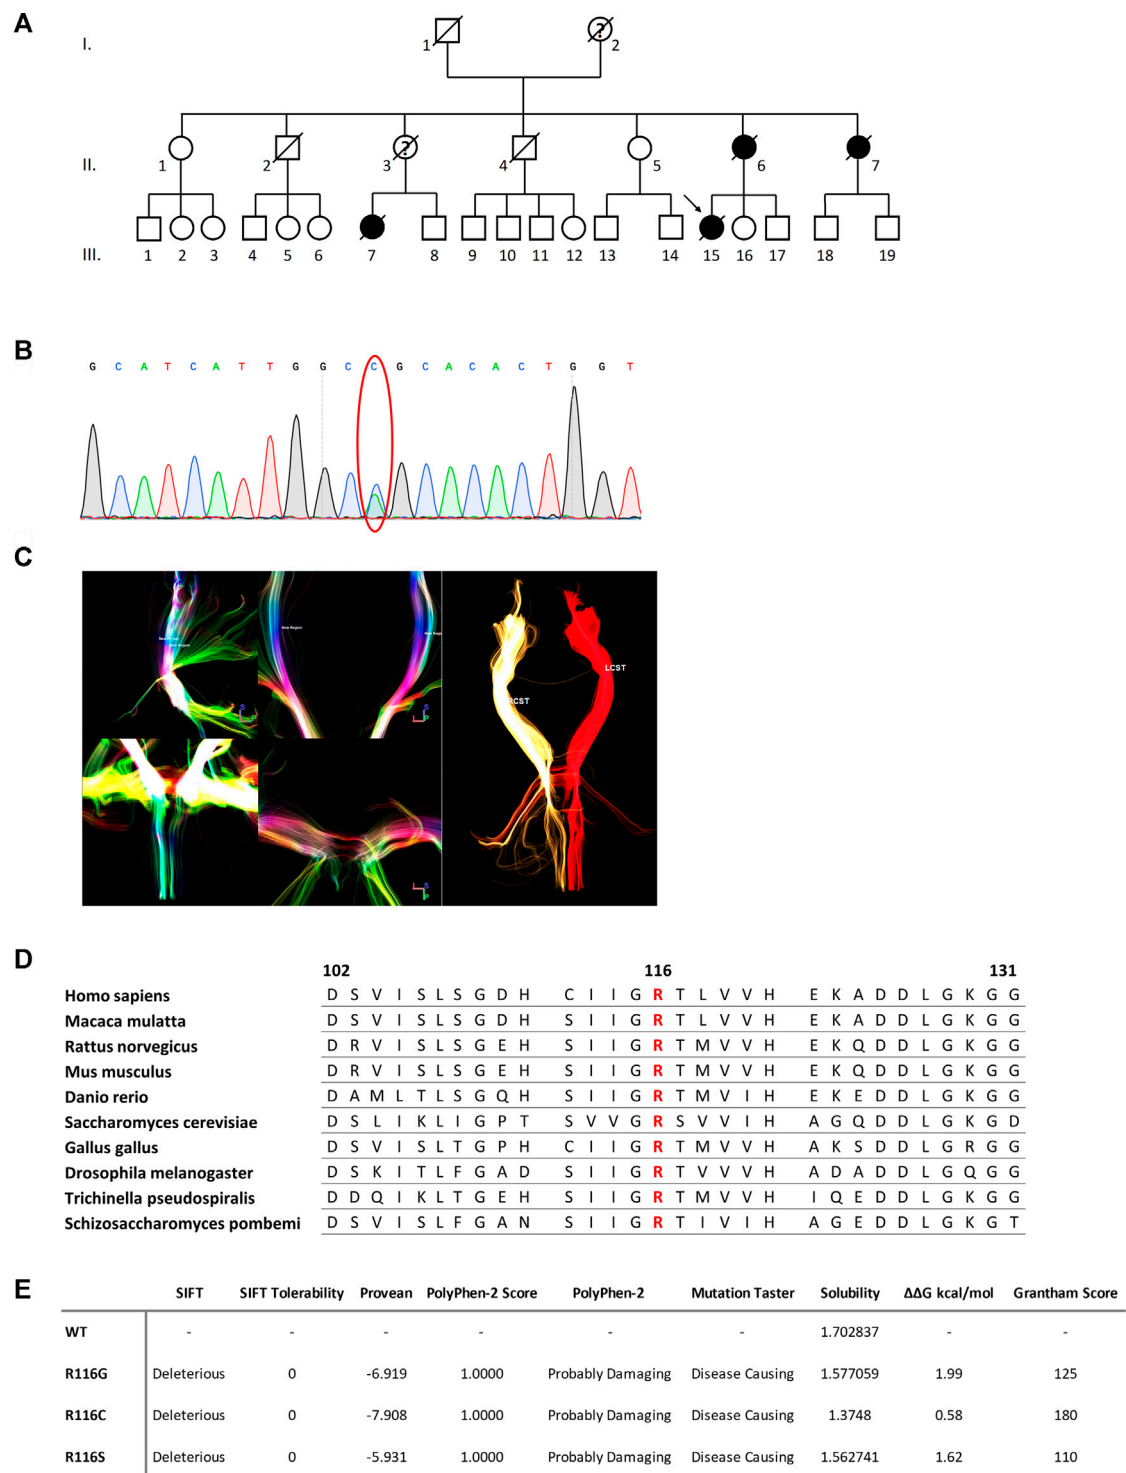 A
I.
1
?
2
II.
1
2
?
3
4
5
6
7
III.
1 2 3 4 5 6 7 8 9 10 11 12 13 14 15 16 17 18 19
B
G C A T C A T T G G C C G C A C A C T G G T
C
New Region
New Region
New Region
S
P
S
P
S
P
RCST
LCST
D
102 116 131
Homo sapiens D S V I S L S G D H C I I G R T L V V H E K A D D L G K G G
Macaca mulatta D S V I S L S G D H S I I G R T L V V H E K A D D L G K G G
Rattus norvegicus D R V I S L S G E H S I I G R T M V V H E K Q D D L G K G G
Mus musculus D R V I S L S G E H S I I G R T M V V H E K Q D D L G K G G
Danio rerio D A M L T L S G Q H S I I G R T M V I H E K E D D L G K G G
Saccharomyces cerevisiae D S L I K L I G P T S V V G R S V V I H A G Q D D L G K G D
Gallus gallus D S V I S L T G P H C I I G R T M V V H A K S D D L G R G G
Drosophila melanogaster D S K I T L F G A D S I I G R T V V V H A D A D D L G Q G G
Trichinella pseudospiralis D D Q I K L T G E H S I I G R T M V V H I Q E D D L G K G G
Schizosaccharomyces pombemi D S V I S L F G A N S I I G R T I V I H A G E D D L G K G T
E
SIFT SIFT Tolerability Provean PolyPhen-2 Score PolyPhen-2 Mutation Taster Solubility ΔΔG kcal/mol Grantham Score
WT - - - - - - 1.702837 - -
R116G Deleterious 0 -6.919 1.0000 Probably Damaging Disease Causing 1.577059 1.99 125
R116C Deleterious 0 -7.908 1.0000 Probably Damaging Disease Causing 1.3748 0.58 180
R116S Deleterious 0 -5.931 1.0000 Probably Damaging Disease Causing 1.562741 1.62 110